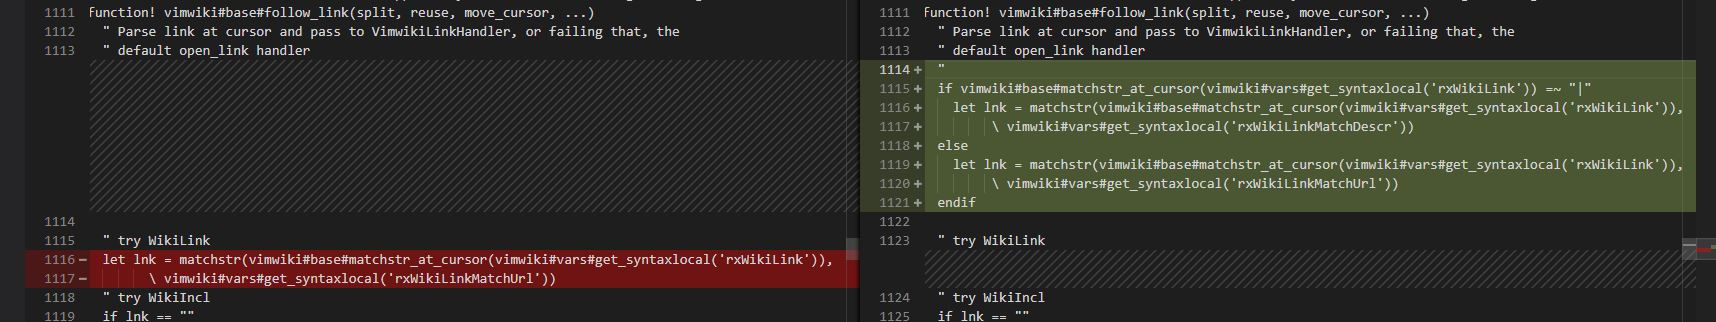 1111 function! vimwiki#base#follow_link(split, reuse, move_cursor, ...)
1112 " Parse link at cursor and pass to VimwikiLinkHandler, or failing that, the
1113 " default open_link handler
1114
1115 " try WikiLink
1116 - let lnk = matchstr(vimwiki#base#matchstr_at_cursor(vimwiki#vars#get_syntaxlocal('rxWikiLink')),
1117 - \ vimwiki#vars#get_syntaxlocal('rxWikiLinkMatchUrl'))
1118 " try WikiIncl
1119 if lnk == ""
1111 function! vimwiki#base#follow_link(split, reuse, move_cursor, ...)
1112 " Parse link at cursor and pass to VimwikiLinkHandler, or failing that, the
1113 " default open_link handler
1114 + "
1115 + if vimwiki#base#matchstr_at_cursor(vimwiki#vars#get_syntaxlocal('rxWikiLink')) =~ "|"
1116 + let lnk = matchstr(vimwiki#base#matchstr_at_cursor(vimwiki#vars#get_syntaxlocal('rxWikiLink')),
1117 + \ vimwiki#vars#get_syntaxlocal('rxWikiLinkMatchDescr'))
1118 + else
1119 + let lnk = matchstr(vimwiki#base#matchstr_at_cursor(vimwiki#vars#get_syntaxlocal('rxWikiLink')),
1120 + \ vimwiki#vars#get_syntaxlocal('rxWikiLinkMatchUrl'))
1121 + endif
1122
1123 " try WikiLink
1124 " try WikiIncl
1125 if lnk == ""